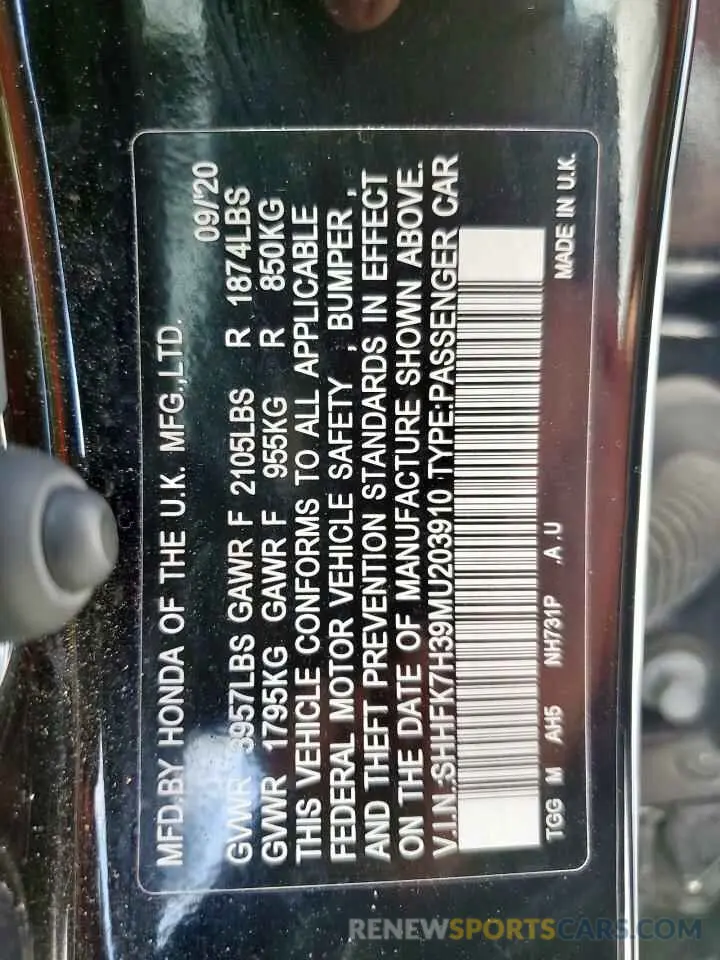 MFD.BY HONDA OF THE U.K. MFG.,LTD. 09/'20
GVWR 3957LBS GAWR F 2105LBS R 1874LBS
GVWR 1795KG GAWR F 955KG R 850KG
THIS VEHICLE CONFORMS TO ALL APPLICABLE
FEDERAL MOTOR VEHICLE SAFETY , BUMPER ,
AND THEFT PREVENTION STANDARDS IN EFFECT
ON THE DATE OF MANUFACTURE SHOWN ABOVE.
V.I.N.:SHHFK7H39MU203910 TYPE:PASSENGER CAR
TGG M AH5 NH731P .A .U MADE IN U.K.
RENEWSPORTSCARS.COM